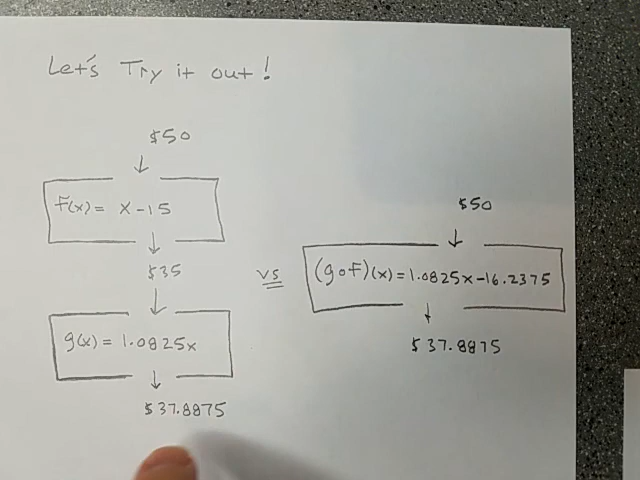 Let's Try it out!
$50
f(x) = x-15
$35
g(x) = 1.0825x
$37.8875
vs
$50
(gof)(x)=1.0825x-16.2375
$37.8875